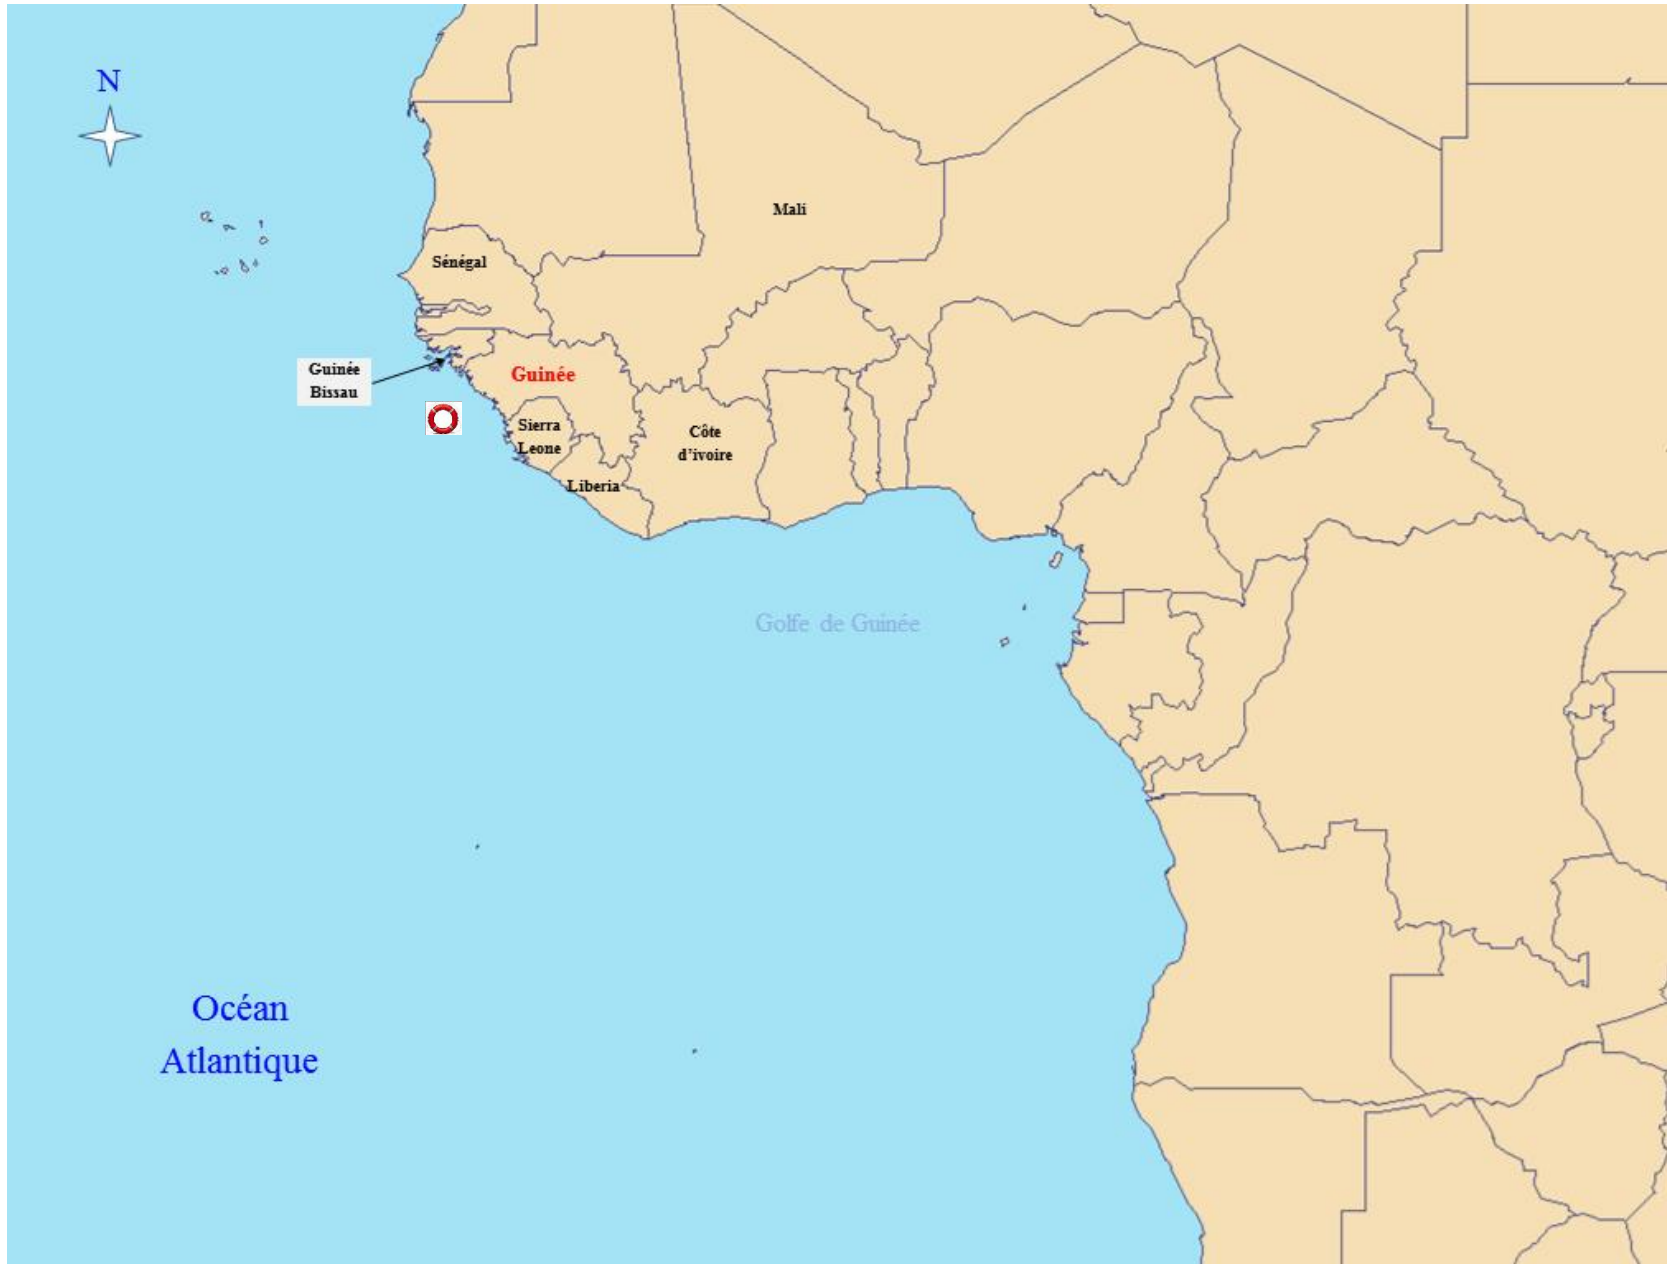 N
Mali
Sénégal
Guinée
Bissau
Guinée
Sierra
Leone
Côte
d'ivoire
Liberia
Golfe de Guinée
Océan
Atlantique